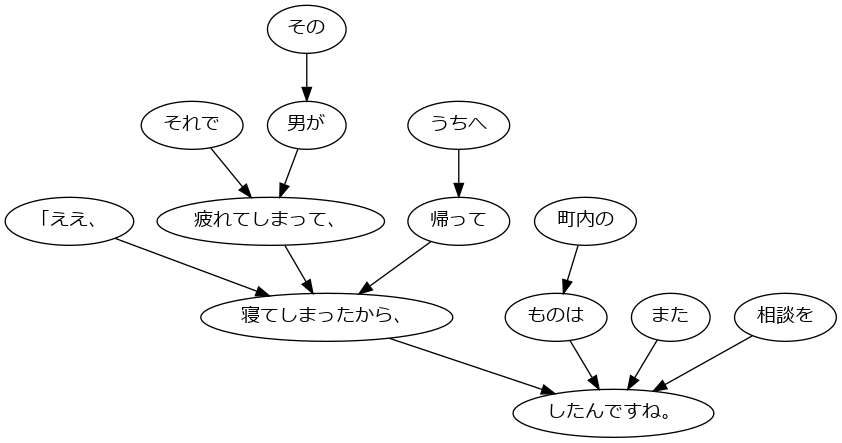 その
それで
男が
うちへ
「ええ、
疲れてしまって、
帰って
町内の
寝てしまったから、
ものは
また
相談を
したんですね。